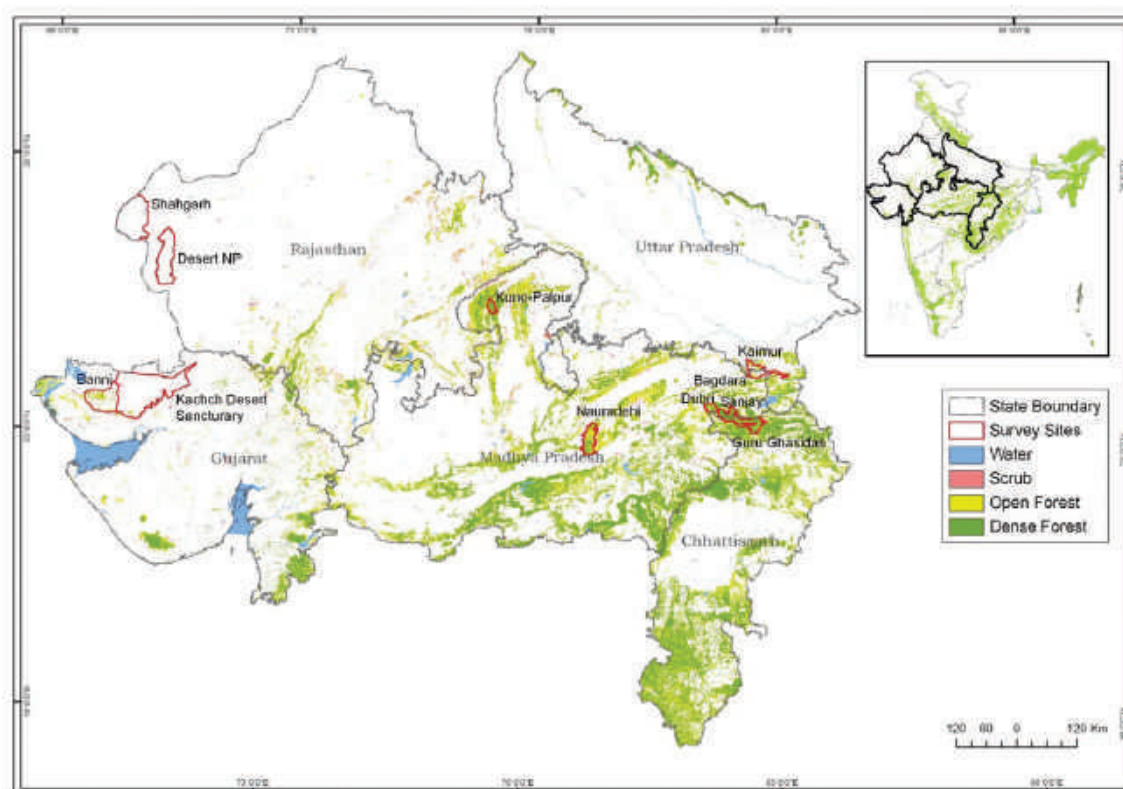 Shahgarh
Rajasthan
Uttar Pradesh
Desert NP
Kuno-Palpur
Kaimur
Banni
Bagdara
Kachch Desert
Sancturary
Dubri
Sanjay
Nauradehi
Guru Ghasidas
Gujarat
Madhya Pradesh
Chhattisgarh
State Boundary
Survey Sites
Water
Scrub
Open Forest
Dense Forest
120 60 0 120 Km